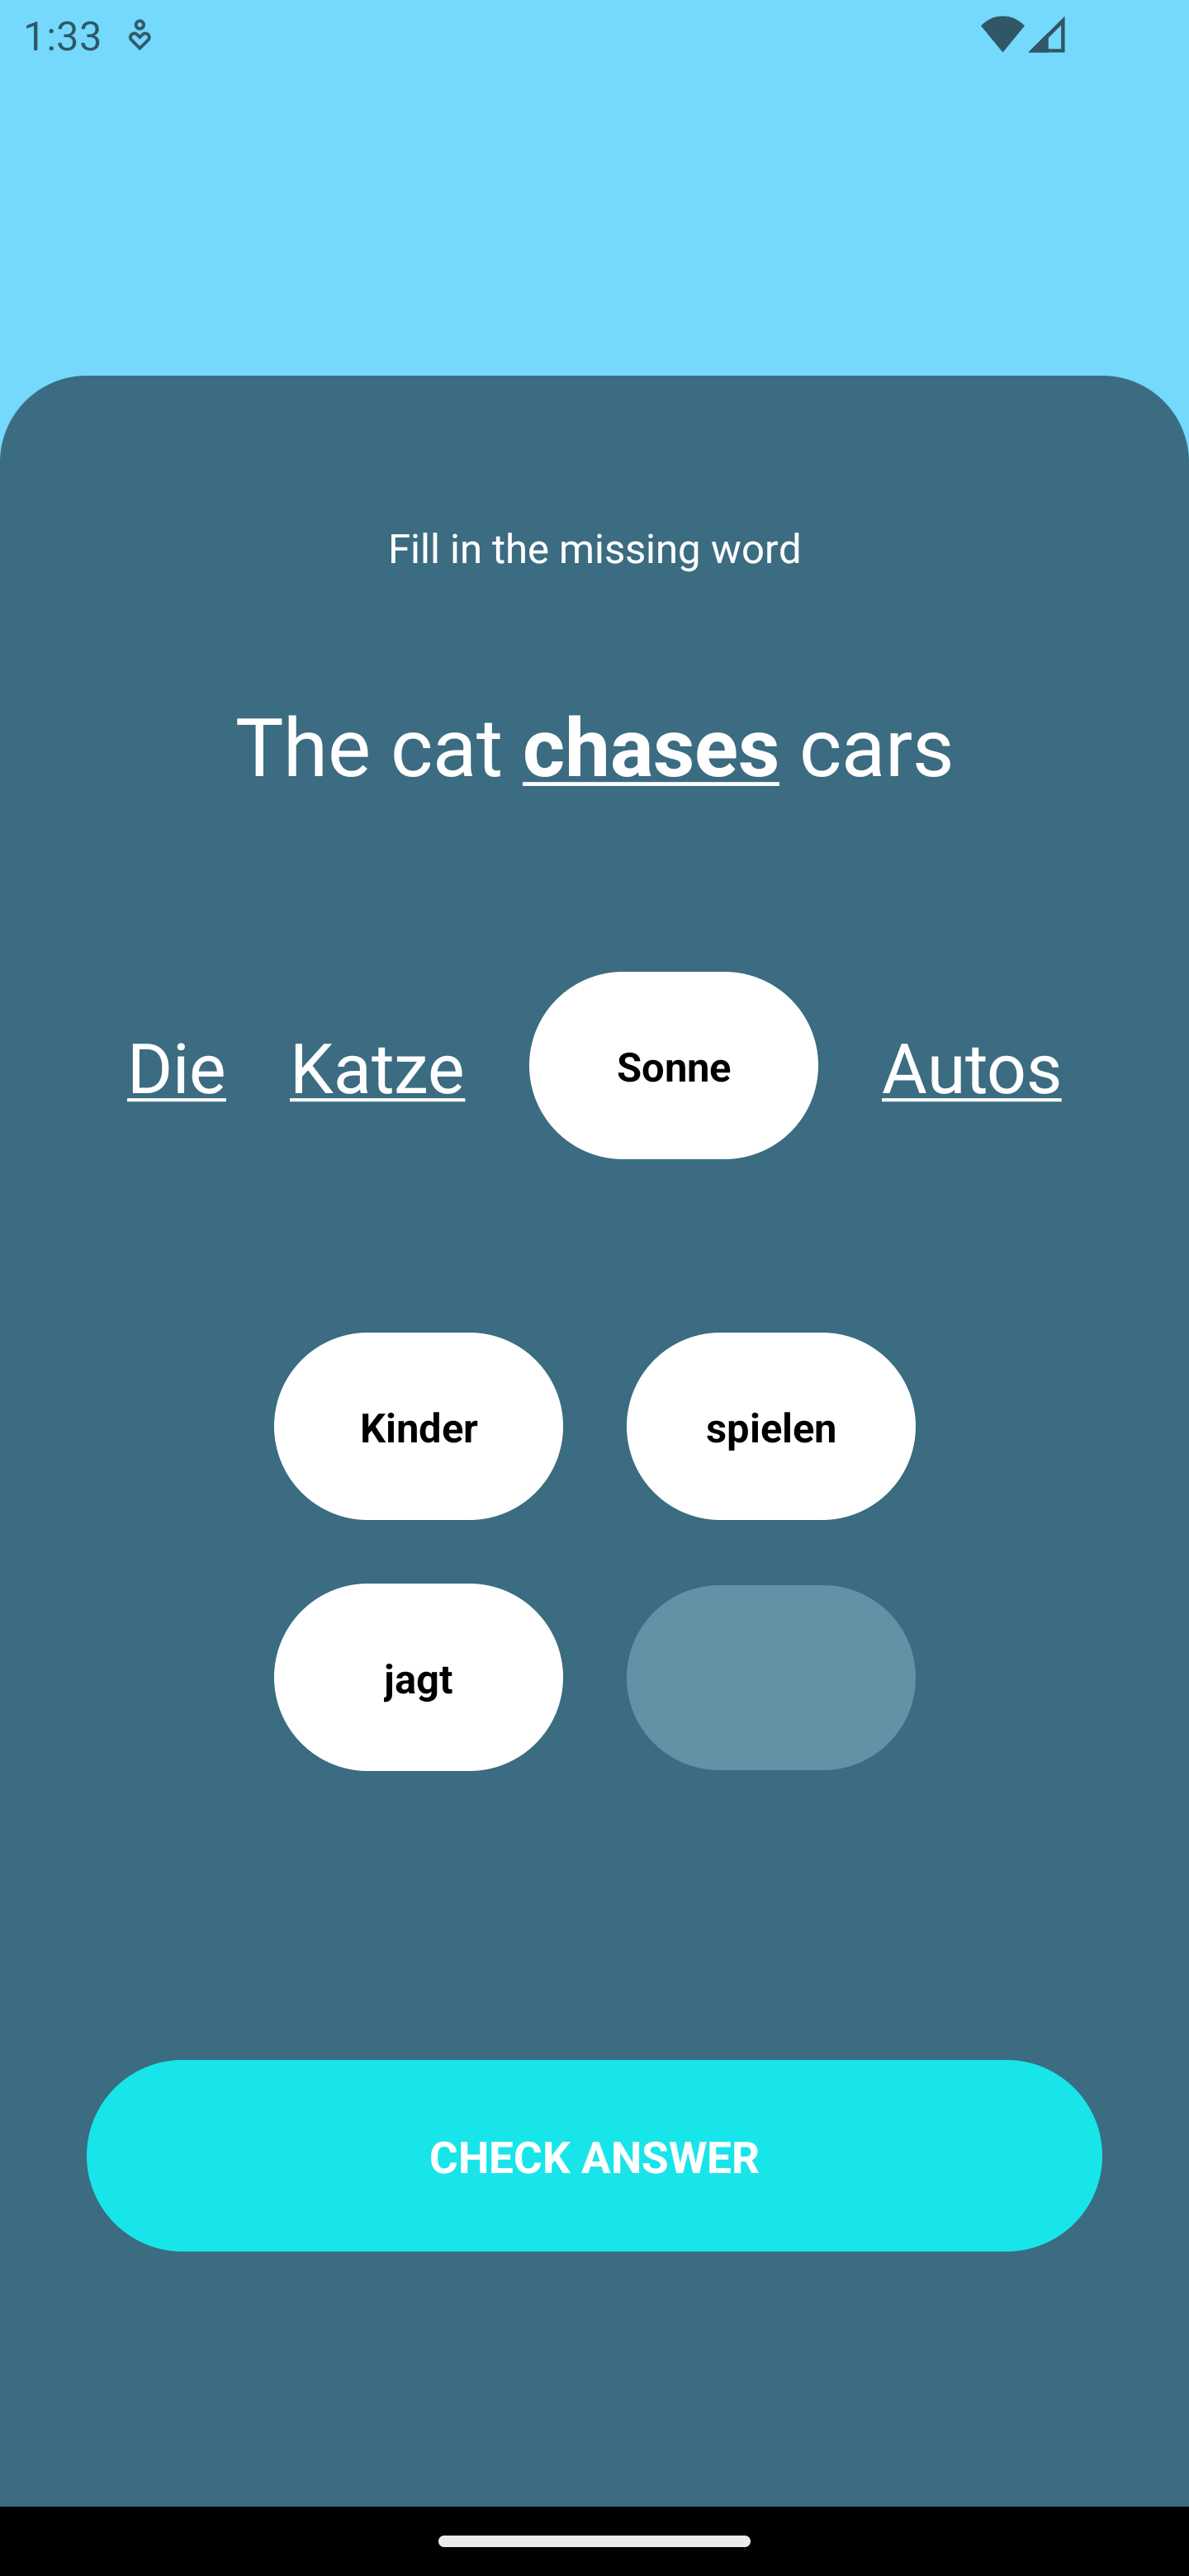 1:33
Fill in the missing word
The cat chases cars
Die Katze Sonne Autos
Kinder spielen
jagt
CHECK ANSWER